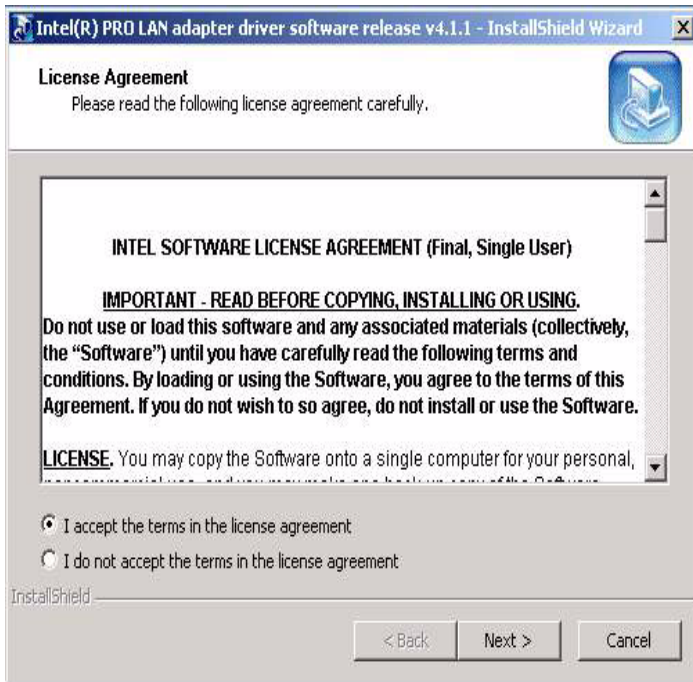 Intel(R) PRO LAN adapter driver software release v4.1.1 - InstallShield Wizard
License Agreement
Please read the following license agreement carefully.
INTEL SOFTWARE LICENSE AGREEMENT (Final, Single User)
IMPORTANT - READ BEFORE COPYING, INSTALLING OR USING.
Do not use or load this software and any associated materials (collectively,
the “Software”) until you have carefully read the following terms and
conditions. By loading or using the Software, you agree to the terms of this
Agreement. If you do not wish to so agree, do not install or use the Software.
LICENSE. You may copy the Software onto a single computer for your personal,
I accept the terms in the license agreement
I do not accept the terms in the license agreement
InstallShield
< Back Next > Cancel